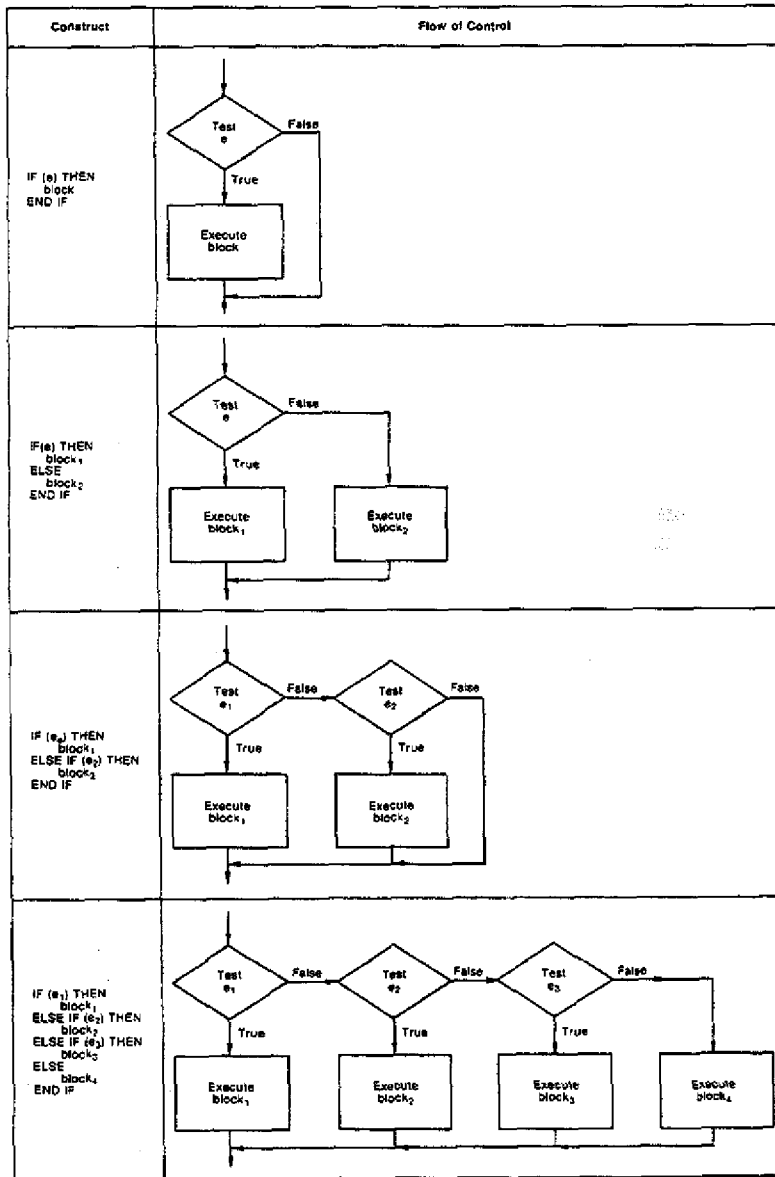 Construct
Flow of Control
IF (e) THEN
block
END IF
Test
e
False
True
Execute
block
IF(e) THEN
block₁
ELSE
block₂
END IF
Test
e
False
True
Execute
block₁
Execute
block₂
IF (eₑ) THEN
block₁
ELSE IF (e₂) THEN
block₂
END IF
Test
e₁
False
Test
e₂
False
True
True
Execute
block₁
Execute
block₂
IF (e₁) THEN
block₁
ELSE IF (e₂) THEN
block₂
ELSE IF (e₃) THEN
block₃
ELSE
block₄
END IF
Test
e₁
False
Test
e₂
False
Test
e₃
False
True
True
True
Execute
block₁
Execute
block₂
Execute
block₃
Execute
block₄